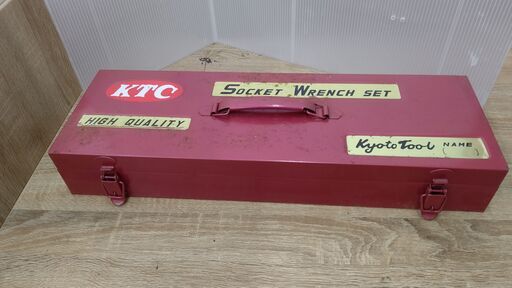 KTC
SOCKET WRENCH SET
HIGH QUALITY
Kyoto Tool NAME